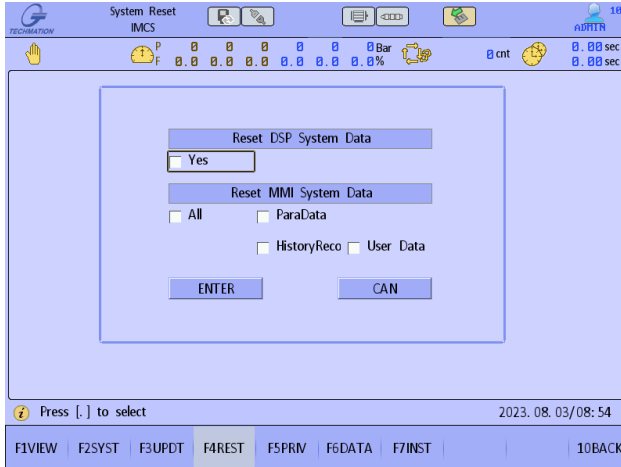 System Reset
10
TECHMATION
IMCS
ADMIN
P 0 0 0 0 0 0 Bar
0 cnt
0.00 sec
F 0.0 0.0 0.0 0.0 0.0 0.0%
0.00 sec
Reset DSP System Data
Yes
Reset MMI System Data
All ParaData
HistoryReco User Data
ENTER CAN
i Press [.] to select 2023. 08. 03/08: 54
F1VIEW F2SYST F3UPDT F4REST F5PRIV F6DATA F7INST 10BACK